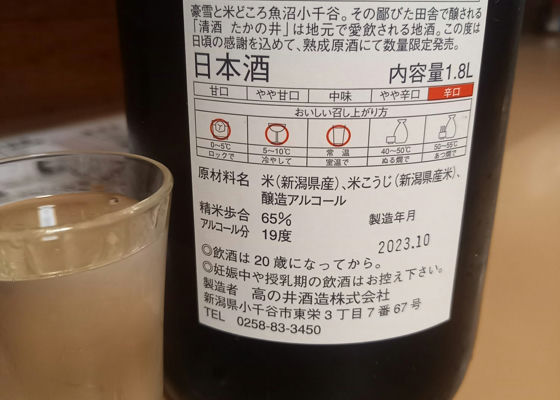 豪雪と米どころ魚沼小千谷。その鄙びた田舎で醸される
「清酒 たかの井」は地元で愛飲される地酒。この度は
日頃の感謝を込めて、熟成原酒にて数量限定発売。
日本酒 内容量1.8L
甘口 やや甘口 中味 やや辛口 辛口
おいしい召し上がり方
0~5℃ 5~10℃ 常温 40~50℃ 50~55℃
ロックで 冷やして 室温で ぬる燗で あつ燗で
原材料名 米(新潟県産)、米こうじ(新潟県産米)、
醸造アルコール
精米歩合 65% 製造年月
アルコール分 19度 2023.10
◎飲酒は20歳になってから。
◎妊娠中や授乳期の飲酒はお控え下さい。
製造者 高の井酒造株式会社
新潟県小千谷市東栄3丁目7番67号
TEL 0258-83-3450